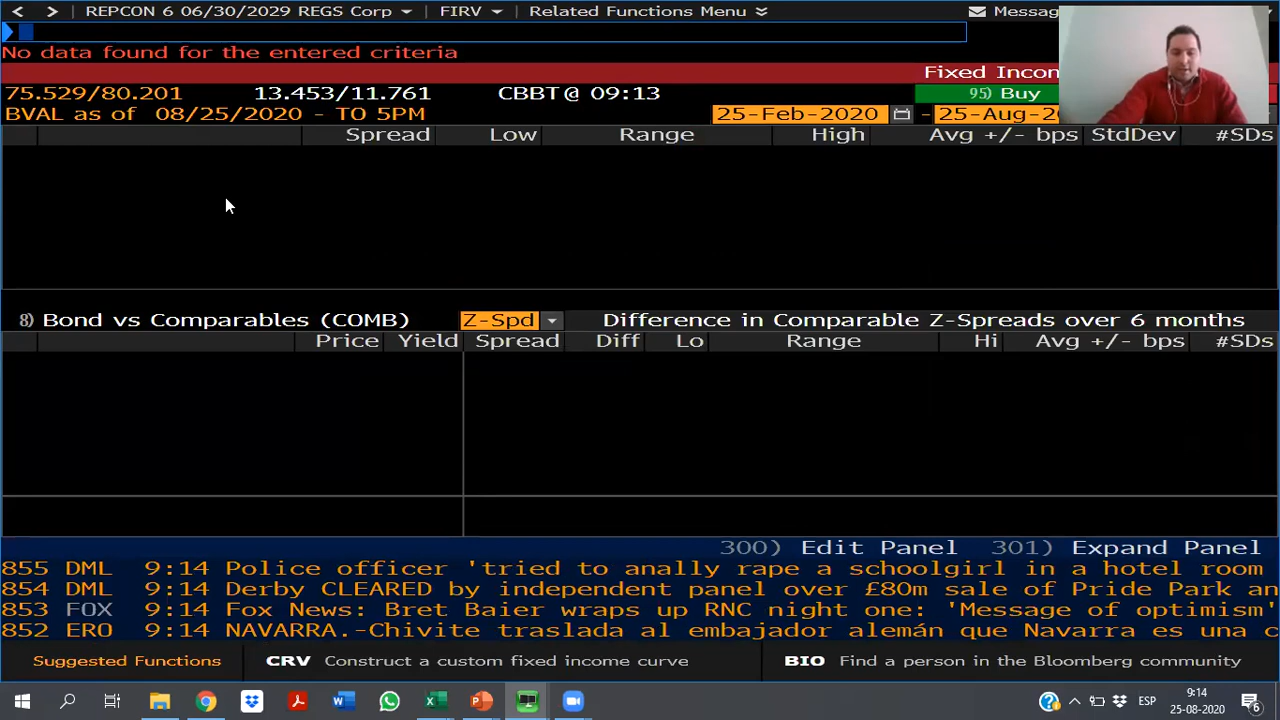 REPCON 6 06/30/2029 REGS Corp FIRV Related Functions Menu
No data found for the entered criteria
75.529/80.201 13.453/11.761 CBBT @ 09:13 95) Buy
BVAL as of 08/25/2020 - TO 5PM 25-Feb-2020 -
Spread Low Range High Avg +/- bps StdDev #SDs
8) Bond vs Comparables (COMB) Z-Spd Difference in Comparable Z-Spreads over 6 months
Price Yield Spread Diff Lo Range Hi Avg +/- bps #SDs
300) Edit Panel 301) Expand Panel
855 DML 9:14 Police officer 'tried to anally rape a schoolgirl in a hotel room
854 DML 9:14 Derby CLEARED by independent panel over £80m sale of Pride Park
853 FOX 9:14 Fox News: Bret Baier wraps up RNC night one: 'Message of optimism'
852 ERO 9:14 NAVARRA.-Chivite traslada al embajador alemán que Navarra es una
Suggested Functions CRV Construct a custom fixed income curve BIO Find a person in the Bloomberg community
ESP 9:14
25-08-2020 6